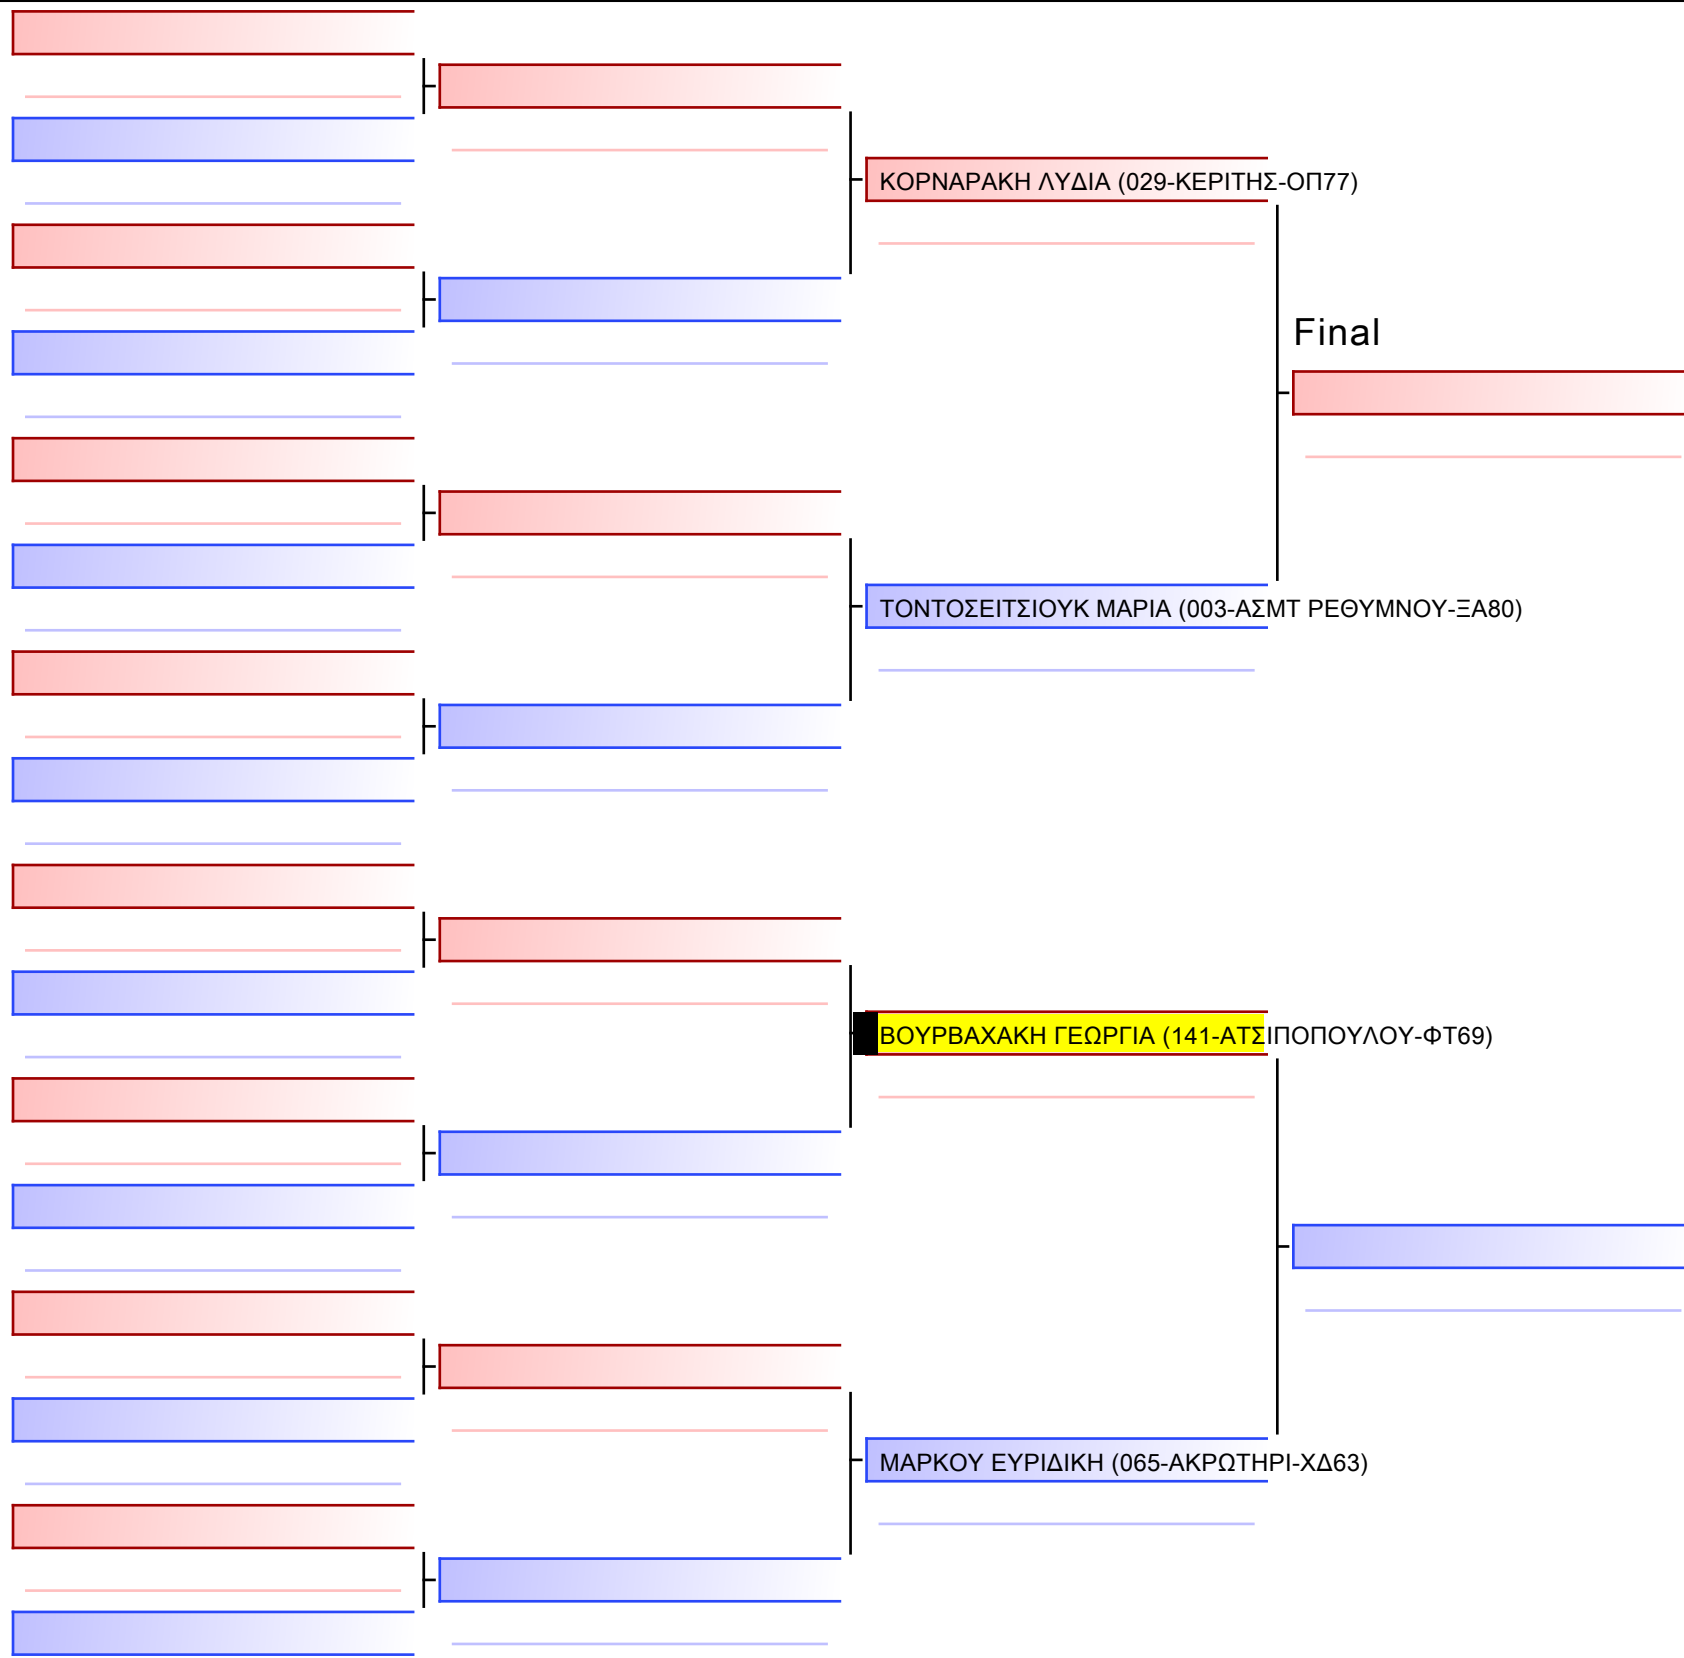 ΚΟΡΝΑΡΑΚΗ ΛΥΔΙΑ (029-ΚΕΡΙΤΗΣ-ΟΠ77)
Final
ΤΟΝΤΟΣΕΙΤΣΙΟΥΚ ΜΑΡΙΑ (003-ΑΣΜΤ ΡΕΘΥΜΝΟΥ-ΞΑ80)
ΒΟΥΡΒΑΧΑΚΗ ΓΕΩΡΓΙΑ (141-ΑΤΣΙΠΟΠΟΥΛΟΥ-ΦΤ69)
ΜΑΡΚΟΥ ΕΥΡΙΔΙΚΗ (065-ΑΚΡΩΤΗΡΙ-ΧΔ63)